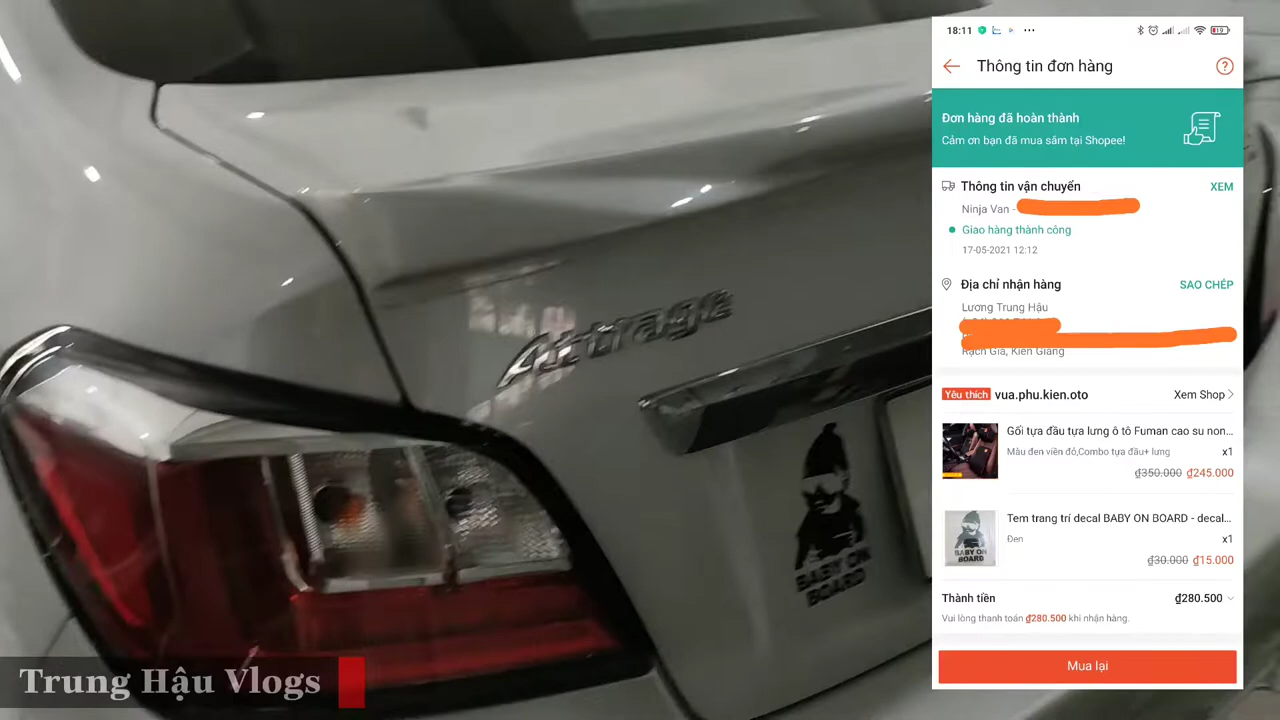 Attrage
BABY ON
BOARD
Trung Hậu Vlogs
18:11
19
Thông tin đơn hàng
?
Đơn hàng đã hoàn thành
Cảm ơn bạn đã mua sắm tại Shopee!
Thông tin vận chuyển XEM
Ninja Van -
Giao hàng thành công
17-05-2021 12:12
Địa chỉ nhận hàng SAO CHÉP
Lương Trung Hậu
Rạch Giá, Kiên Giang
Yêu thích vua.phu.kien.oto Xem Shop
Gối tựa đầu tựa lưng ô tô Fuman cao su non...
Màu đen viền đỏ,Combo tựa đầu+ lưng x1
₫350.000 ₫245.000
Tem trang trí decal BABY ON BOARD - decal...
Đen x1
₫30.000 ₫15.000
BABY ON
BOARD
Thành tiền ₫280.500
Vui lòng thanh toán ₫280.500 khi nhận hàng.
Mua lại